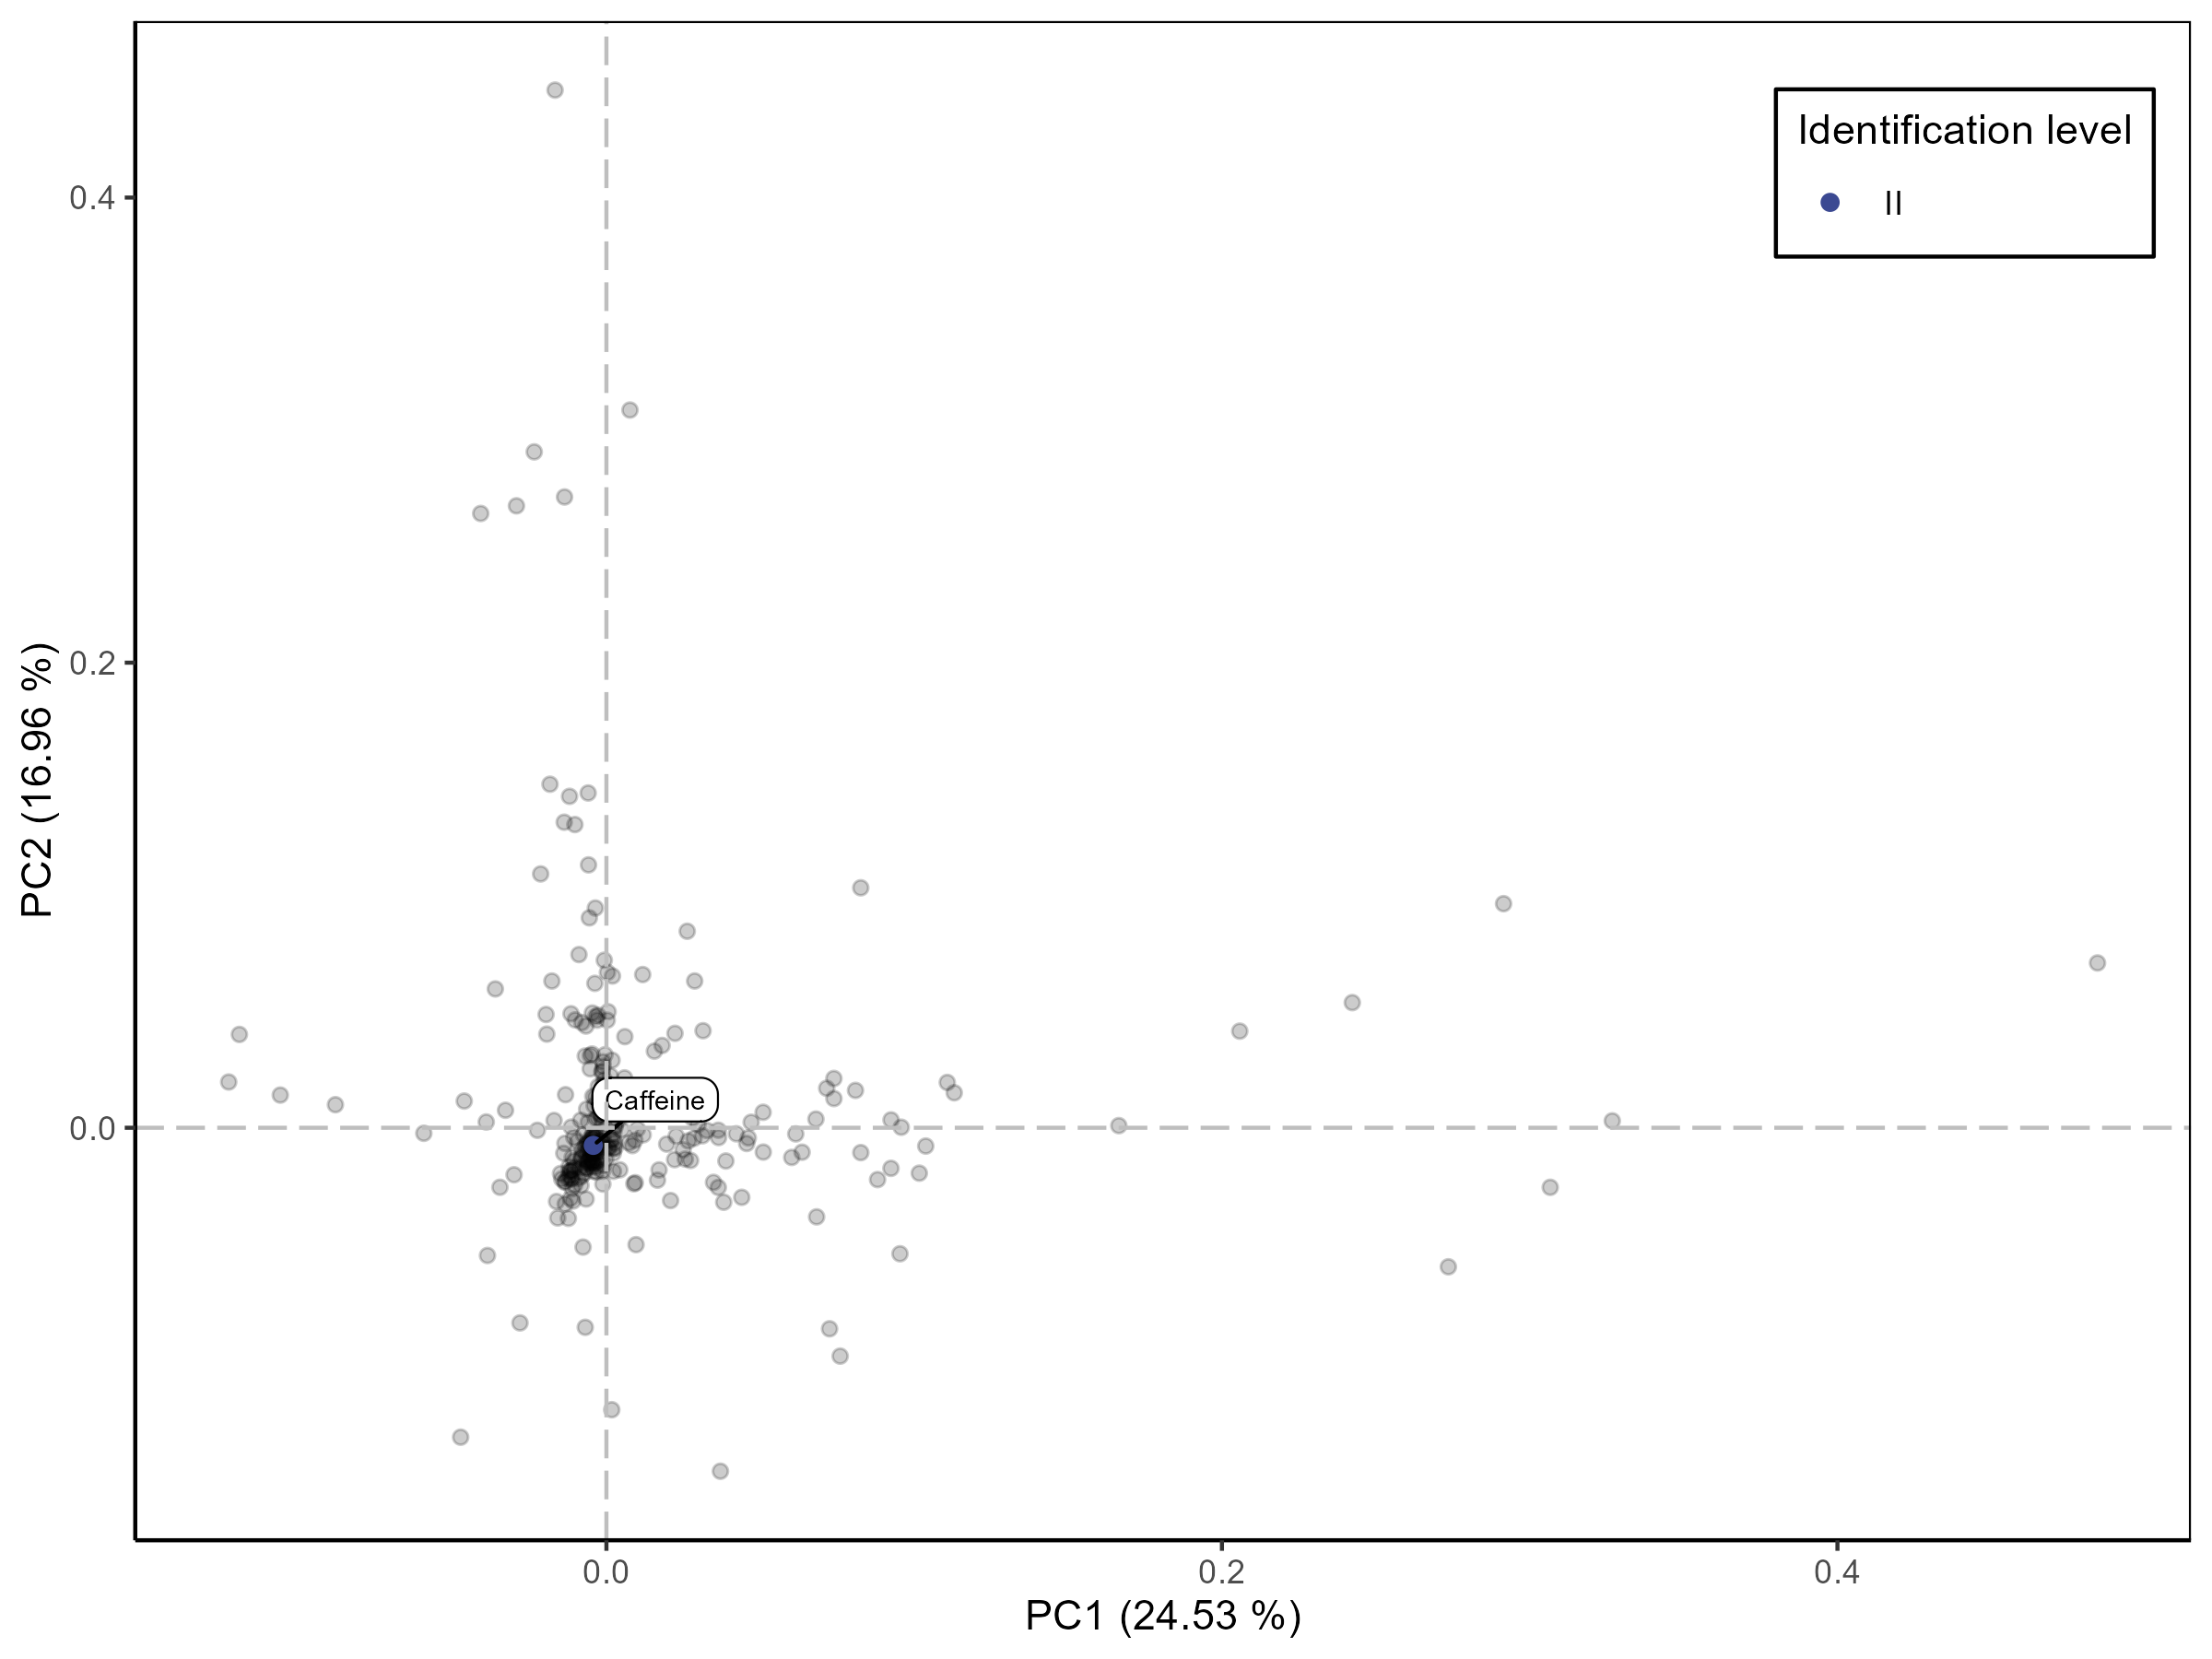 Identification level
II
0.4
0.2
0.0
PC2 (16.96 %)
Caffeine
0.0
0.2
0.4
PC1 (24.53 %)